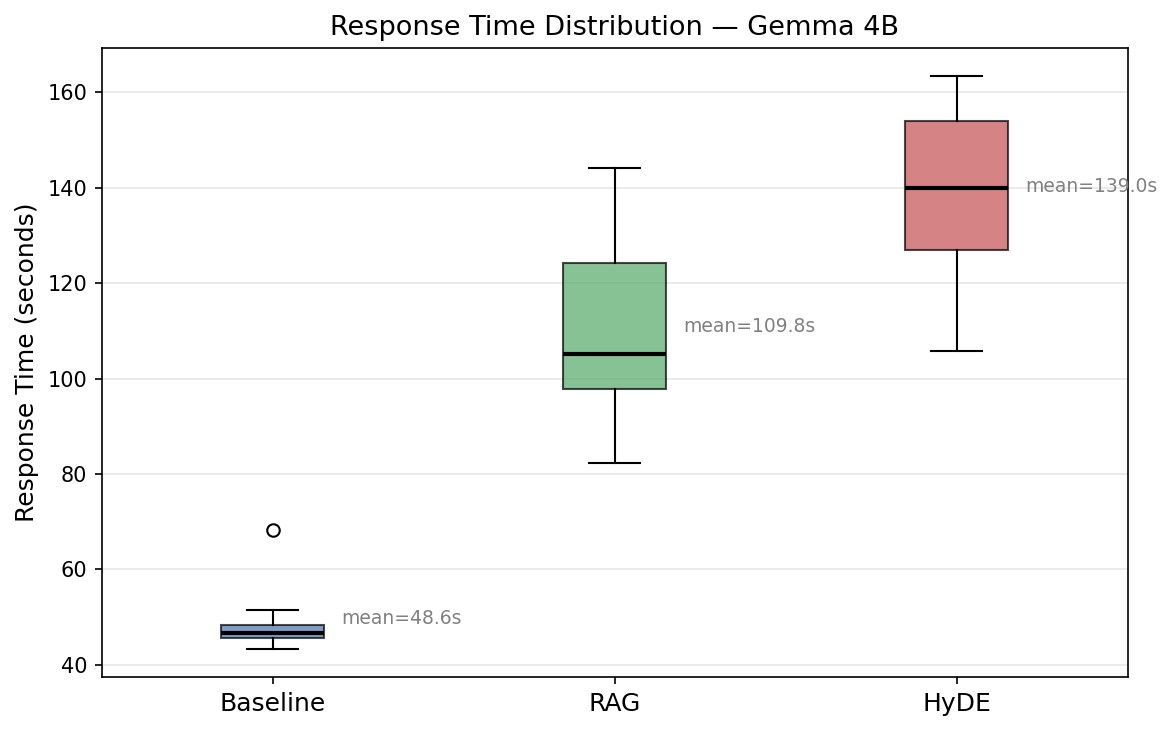 Response Time Distribution — Gemma 4B
Response Time (seconds)
160
140
120
100
80
60
40
mean=139.0s
mean=109.8s
mean=48.6s
Baseline
RAG
HyDE